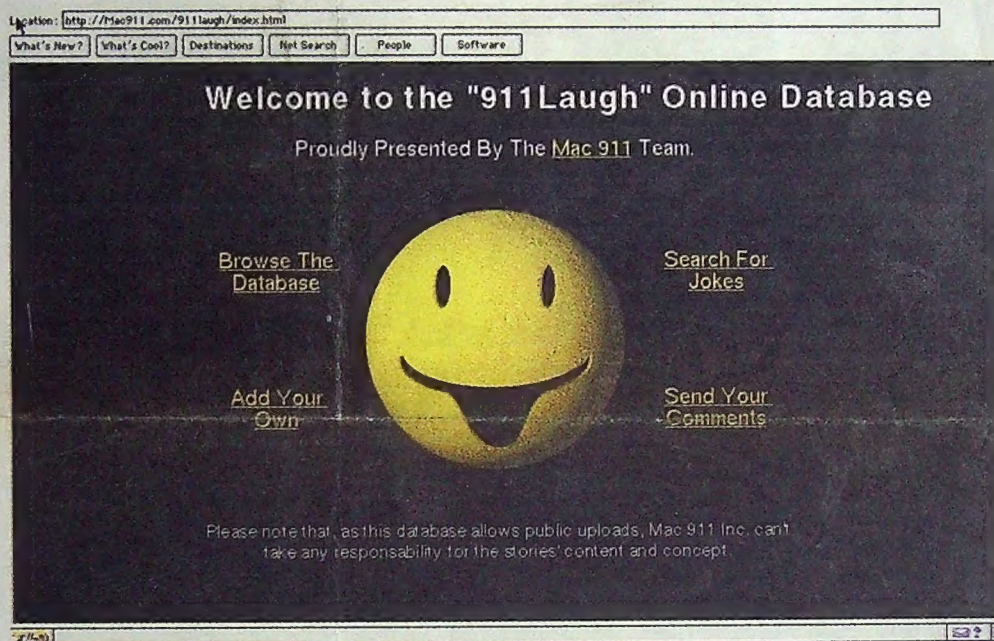 Location: http://Mac911.com/911laugh/index.html
What's New? What's Cool? Destinations Net Search People Software
Welcome to the "911Laugh" Online Database
Proudly Presented By The Mac 911 Team.
Browse The
Database
Search For
Jokes
Add Your
Own
Send Your
Comments
Please note that, as this database allows public uploads, Mac 911 Inc. can't
take any responsability for the stories' content and concept.